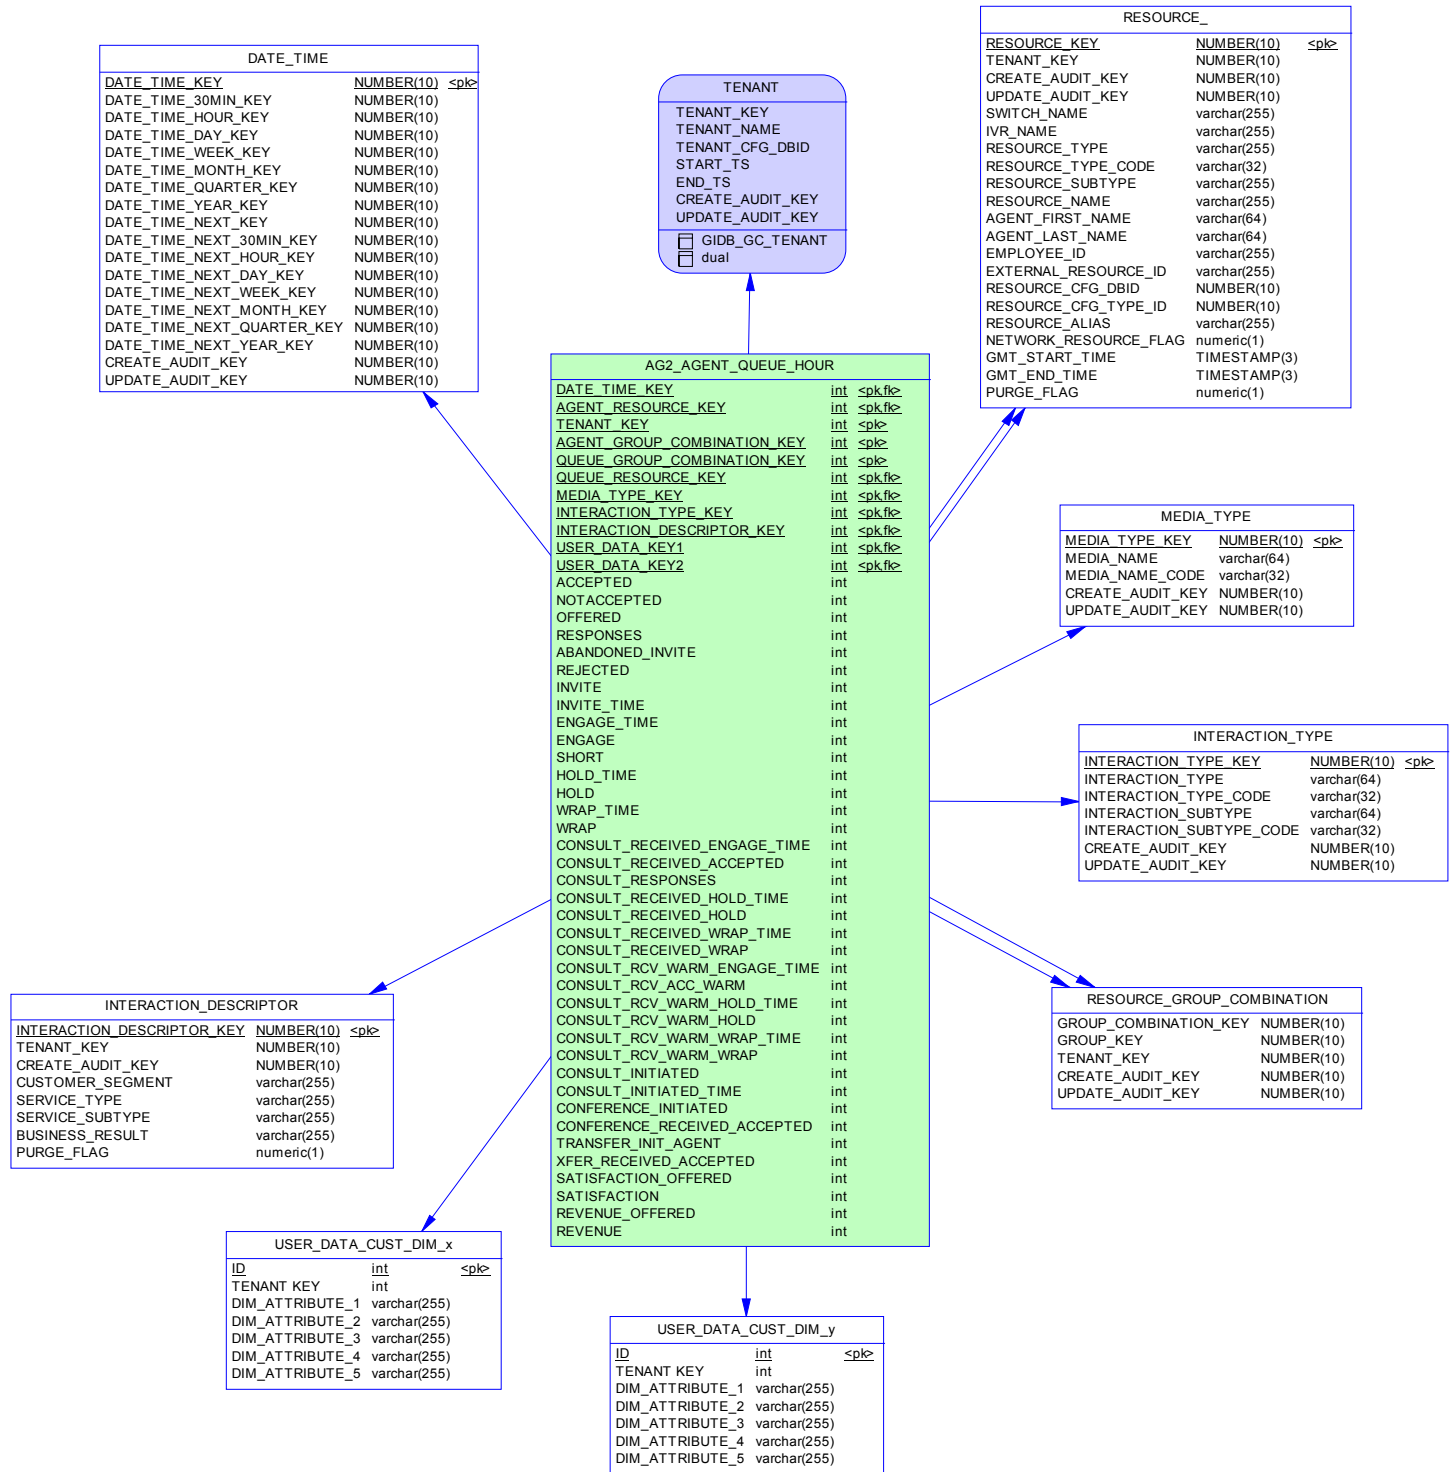 DATE_TIME
DATE_TIME_KEY NUMBER(10) <pk>
DATE_TIME_30MIN_KEY NUMBER(10)
DATE_TIME_HOUR_KEY NUMBER(10)
DATE_TIME_DAY_KEY NUMBER(10)
DATE_TIME_WEEK_KEY NUMBER(10)
DATE_TIME_MONTH_KEY NUMBER(10)
DATE_TIME_QUARTER_KEY NUMBER(10)
DATE_TIME_YEAR_KEY NUMBER(10)
DATE_TIME_NEXT_KEY NUMBER(10)
DATE_TIME_NEXT_30MIN_KEY NUMBER(10)
DATE_TIME_NEXT_HOUR_KEY NUMBER(10)
DATE_TIME_NEXT_DAY_KEY NUMBER(10)
DATE_TIME_NEXT_WEEK_KEY NUMBER(10)
DATE_TIME_NEXT_MONTH_KEY NUMBER(10)
DATE_TIME_NEXT_QUARTER_KEY NUMBER(10)
DATE_TIME_NEXT_YEAR_KEY NUMBER(10)
CREATE_AUDIT_KEY NUMBER(10)
UPDATE_AUDIT_KEY NUMBER(10)
TENANT
TENANT_KEY
TENANT_NAME
TENANT_CFG_DBID
START_TS
END_TS
CREATE_AUDIT_KEY
UPDATE_AUDIT_KEY
GIDB_GC_TENANT
dual
RESOURCE_
RESOURCE_KEY NUMBER(10) <pk>
TENANT_KEY NUMBER(10)
CREATE_AUDIT_KEY NUMBER(10)
UPDATE_AUDIT_KEY NUMBER(10)
SWITCH_NAME varchar(255)
IVR_NAME varchar(255)
RESOURCE_TYPE varchar(255)
RESOURCE_TYPE_CODE varchar(32)
RESOURCE_SUBTYPE varchar(255)
RESOURCE_NAME varchar(255)
AGENT_FIRST_NAME varchar(64)
AGENT_LAST_NAME varchar(64)
EMPLOYEE_ID varchar(255)
EXTERNAL_RESOURCE_ID varchar(255)
RESOURCE_CFG_DBID NUMBER(10)
RESOURCE_CFG_TYPE_ID NUMBER(10)
RESOURCE_ALIAS varchar(255)
NETWORK_RESOURCE_FLAG numeric(1)
GMT_START_TIME TIMESTAMP(3)
GMT_END_TIME TIMESTAMP(3)
PURGE_FLAG numeric(1)
AG2_AGENT_QUEUE_HOUR
DATE_TIME_KEY int <pk,fk>
AGENT_RESOURCE_KEY int <pk,fk>
TENANT_KEY int <pk>
AGENT_GROUP_COMBINATION_KEY int <pk>
QUEUE_GROUP_COMBINATION_KEY int <pk>
QUEUE_RESOURCE_KEY int <pk,fk>
MEDIA_TYPE_KEY int <pk,fk>
INTERACTION_TYPE_KEY int <pk,fk>
INTERACTION_DESCRIPTOR_KEY int <pk,fk>
USER_DATA_KEY1 int <pk,fk>
USER_DATA_KEY2 int <pk,fk>
ACCEPTED int
NOTACCEPTED int
OFFERED int
RESPONSES int
ABANDONED_INVITE int
REJECTED int
INVITE int
INVITE_TIME int
ENGAGE_TIME int
ENGAGE int
SHORT int
HOLD_TIME int
HOLD int
WRAP_TIME int
WRAP int
CONSULT_RECEIVED_ENGAGE_TIME int
CONSULT_RECEIVED_ACCEPTED int
CONSULT_RESPONSES int
CONSULT_RECEIVED_HOLD_TIME int
CONSULT_RECEIVED_HOLD int
CONSULT_RECEIVED_WRAP_TIME int
CONSULT_RECEIVED_WRAP int
CONSULT_RCV_WARM_ENGAGE_TIME int
CONSULT_RCV_ACC_WARM int
CONSULT_RCV_WARM_HOLD_TIME int
CONSULT_RCV_WARM_HOLD int
CONSULT_RCV_WARM_WRAP_TIME int
CONSULT_RCV_WARM_WRAP int
CONSULT_INITIATED int
CONSULT_INITIATED_TIME int
CONFERENCE_INITIATED int
CONFERENCE_RECEIVED_ACCEPTED int
TRANSFER_INIT_AGENT int
XFER_RECEIVED_ACCEPTED int
SATISFACTION_OFFERED int
SATISFACTION int
REVENUE_OFFERED int
REVENUE int
MEDIA_TYPE
MEDIA_TYPE_KEY NUMBER(10) <pk>
MEDIA_NAME varchar(64)
MEDIA_NAME_CODE varchar(32)
CREATE_AUDIT_KEY NUMBER(10)
UPDATE_AUDIT_KEY NUMBER(10)
INTERACTION_TYPE
INTERACTION_TYPE_KEY NUMBER(10) <pk>
INTERACTION_TYPE varchar(64)
INTERACTION_TYPE_CODE varchar(32)
INTERACTION_SUBTYPE varchar(64)
INTERACTION_SUBTYPE_CODE varchar(32)
CREATE_AUDIT_KEY NUMBER(10)
UPDATE_AUDIT_KEY NUMBER(10)
RESOURCE_GROUP_COMBINATION
GROUP_COMBINATION_KEY NUMBER(10)
GROUP_KEY NUMBER(10)
TENANT_KEY NUMBER(10)
CREATE_AUDIT_KEY NUMBER(10)
UPDATE_AUDIT_KEY NUMBER(10)
INTERACTION_DESCRIPTOR
INTERACTION_DESCRIPTOR_KEY NUMBER(10) <pk>
TENANT_KEY NUMBER(10)
CREATE_AUDIT_KEY NUMBER(10)
CUSTOMER_SEGMENT varchar(255)
SERVICE_TYPE varchar(255)
SERVICE_SUBTYPE varchar(255)
BUSINESS_RESULT varchar(255)
PURGE_FLAG numeric(1)
USER_DATA_CUST_DIM_x
ID int <pk>
TENANT KEY int
DIM_ATTRIBUTE_1 varchar(255)
DIM_ATTRIBUTE_2 varchar(255)
DIM_ATTRIBUTE_3 varchar(255)
DIM_ATTRIBUTE_4 varchar(255)
DIM_ATTRIBUTE_5 varchar(255)
USER_DATA_CUST_DIM_y
ID int <pk>
TENANT KEY int
DIM_ATTRIBUTE_1 varchar(255)
DIM_ATTRIBUTE_2 varchar(255)
DIM_ATTRIBUTE_3 varchar(255)
DIM_ATTRIBUTE_4 varchar(255)
DIM_ATTRIBUTE_5 varchar(255)